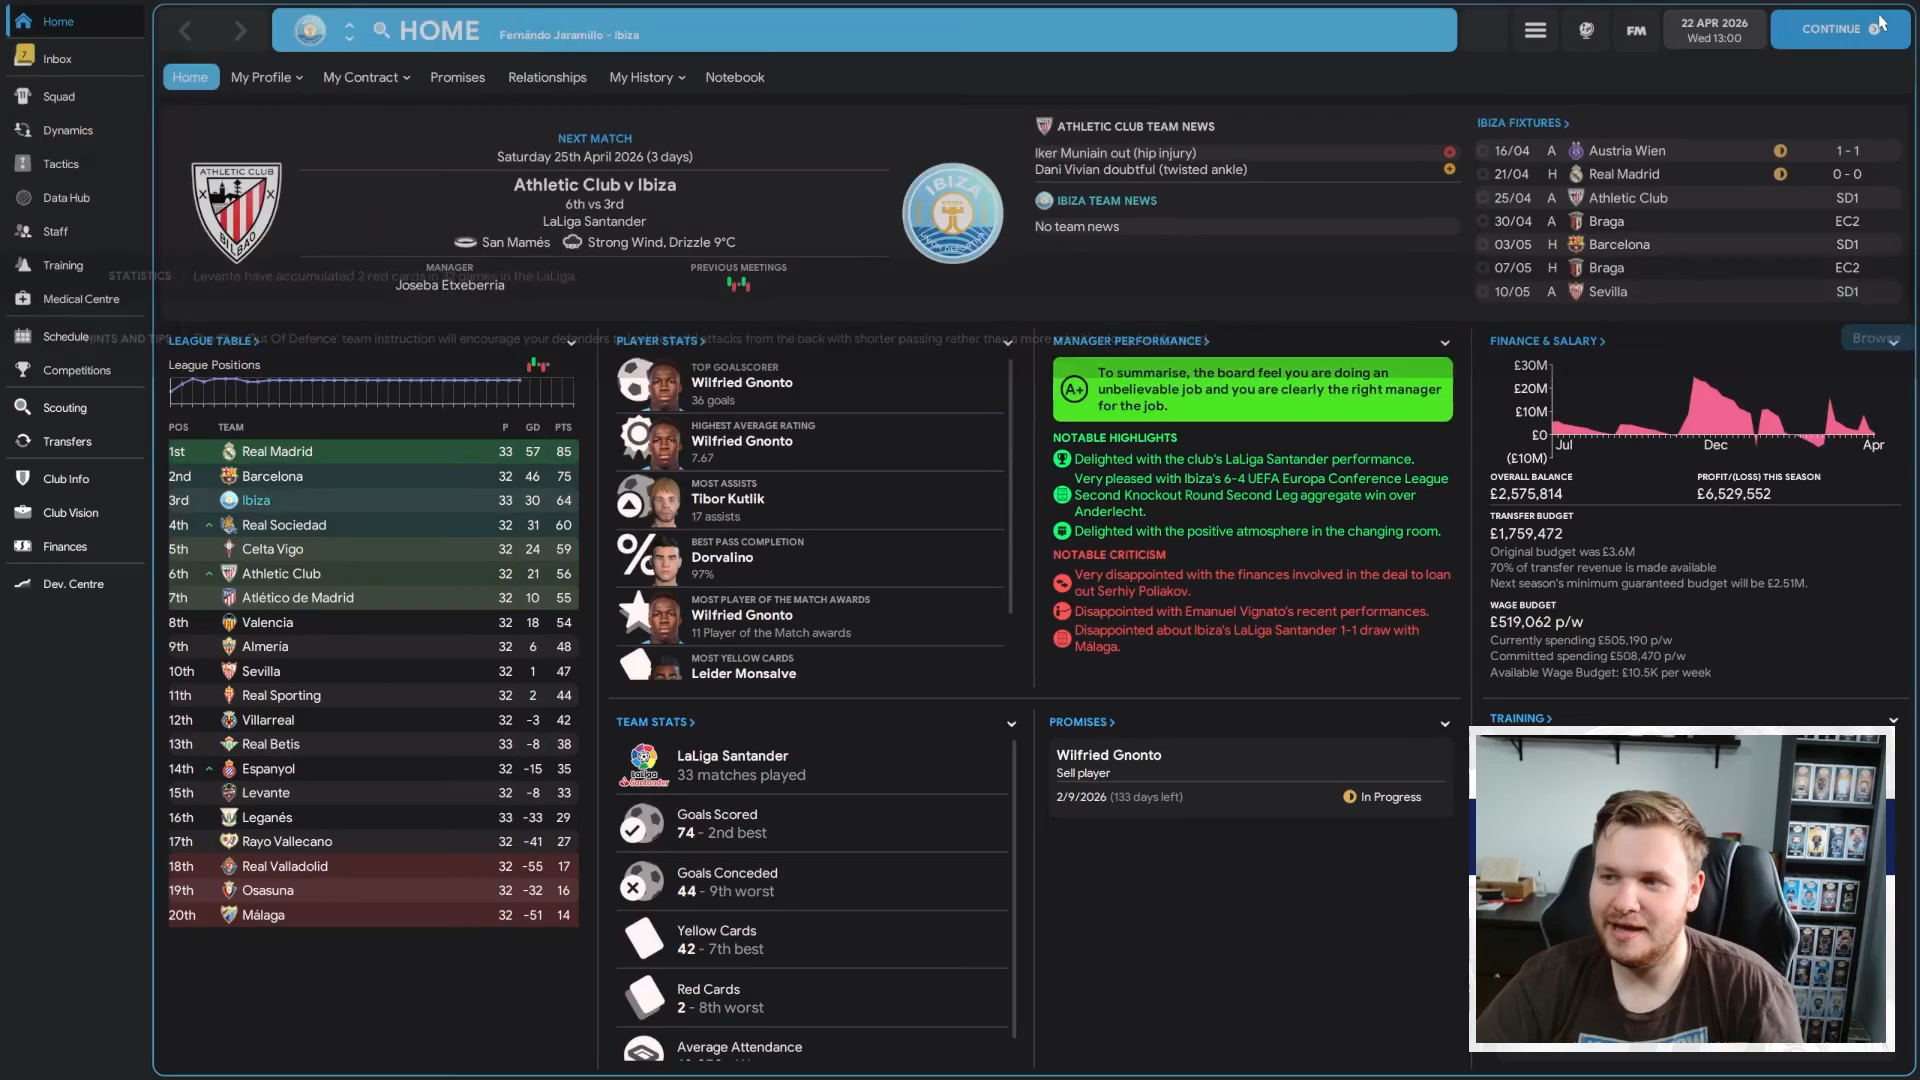 Home
7
Inbox
Squad
Dynamics
Tactics
Data Hub
Staff
Training
Medical Centre
Schedule
Competitions
Scouting
Transfers
Club Info
Club Vision
Finances
Dev. Centre
HOME
Fernándo Jaramillo - Ibiza
FM
22 APR 2026
Wed 13:00
CONTINUE
Home
My Profile
My Contract
Promises
Relationships
My History
Notebook
ATHLETIC CLUB
BILBAO
NEXT MATCH
Saturday 25th April 2026 (3 days)
Athletic Club v Ibiza
6th vs 3rd
LaLiga Santander
San Mamés Strong Wind, Drizzle 9°C
MANAGER
Joseba Etxeberria
PREVIOUS MEETINGS
IBIZA
STATISTICS
Levante have accumulated 2 red cards in 32 games in the LaLiga.
ATHLETIC CLUB TEAM NEWS
Iker Muniain out (hip injury)
Dani Vivian doubtful (twisted ankle)
IBIZA TEAM NEWS
No team news
IBIZA FIXTURES
16/04 A Austria Wien 1 - 1
21/04 H Real Madrid 0 - 0
25/04 A Athletic Club SD1
30/04 A Braga EC2
03/05 H Barcelona SD1
07/05 H Braga EC2
10/05 A Sevilla SD1
HINTS AND TIPS
Browse
LEAGUE TABLE
League Positions
POS TEAM P GD PTS
1st Real Madrid 33 57 85
2nd Barcelona 32 46 75
3rd Ibiza 33 30 64
4th Real Sociedad 32 31 60
5th Celta Vigo 32 24 59
6th Athletic Club 32 21 56
7th Atlético de Madrid 32 10 55
8th Valencia 32 18 54
9th Almería 32 6 48
10th Sevilla 32 1 47
11th Real Sporting 32 2 44
12th Villarreal 32 -3 42
13th Real Betis 33 -8 38
14th Espanyol 32 -15 35
15th Levante 32 -8 33
16th Leganés 33 -33 29
17th Rayo Vallecano 32 -41 27
18th Real Valladolid 32 -55 17
19th Osasuna 32 -32 16
20th Málaga 32 -51 14
PLAYER STATS
TOP GOALSCORER
Wilfried Gnonto
36 goals
HIGHEST AVERAGE RATING
Wilfried Gnonto
7.67
MOST ASSISTS
Tibor Kutlik
17 assists
BEST PASS COMPLETION
Dorvalino
97%
MOST PLAYER OF THE MATCH AWARDS
Wilfried Gnonto
11 Player of the Match awards
MOST YELLOW CARDS
Leider Monsalve
MANAGER PERFORMANCE
A+
To summarise, the board feel you are doing an
unbelievable job and you are clearly the right manager
for the job.
NOTABLE HIGHLIGHTS
Delighted with the club's LaLiga Santander performance.
Very pleased with Ibiza's 6-4 UEFA Europa Conference League
Second Knockout Round Second Leg aggregate win over
Anderlecht.
Delighted with the positive atmosphere in the changing room.
NOTABLE CRITICISM
Very disappointed with the finances involved in the deal to loan
out Serhiy Poliakov.
Disappointed with Emanuel Vignato's recent performances.
Disappointed about Ibiza's LaLiga Santander 1-1 draw with
Málaga.
FINANCE & SALARY
£30M
£20M
£10M
£0
(£10M)
Jul Dec Apr
OVERALL BALANCE
£2,575,814
PROFIT/(LOSS) THIS SEASON
£6,529,552
TRANSFER BUDGET
£1,759,472
Original budget was £3.6M
70% of transfer revenue is made available
Next season's minimum guaranteed budget will be £2.51M.
WAGE BUDGET
£519,062 p/w
Currently spending £505,190 p/w
Committed spending £508,470 p/w
Available Wage Budget: £10.5K per week
TEAM STATS
LaLiga Santander
33 matches played
Goals Scored
74 - 2nd best
Goals Conceded
44 - 9th worst
Yellow Cards
42 - 7th best
Red Cards
2 - 8th worst
Average Attendance
PROMISES
Wilfried Gnonto
Sell player
2/9/2026 (133 days left) In Progress
TRAINING